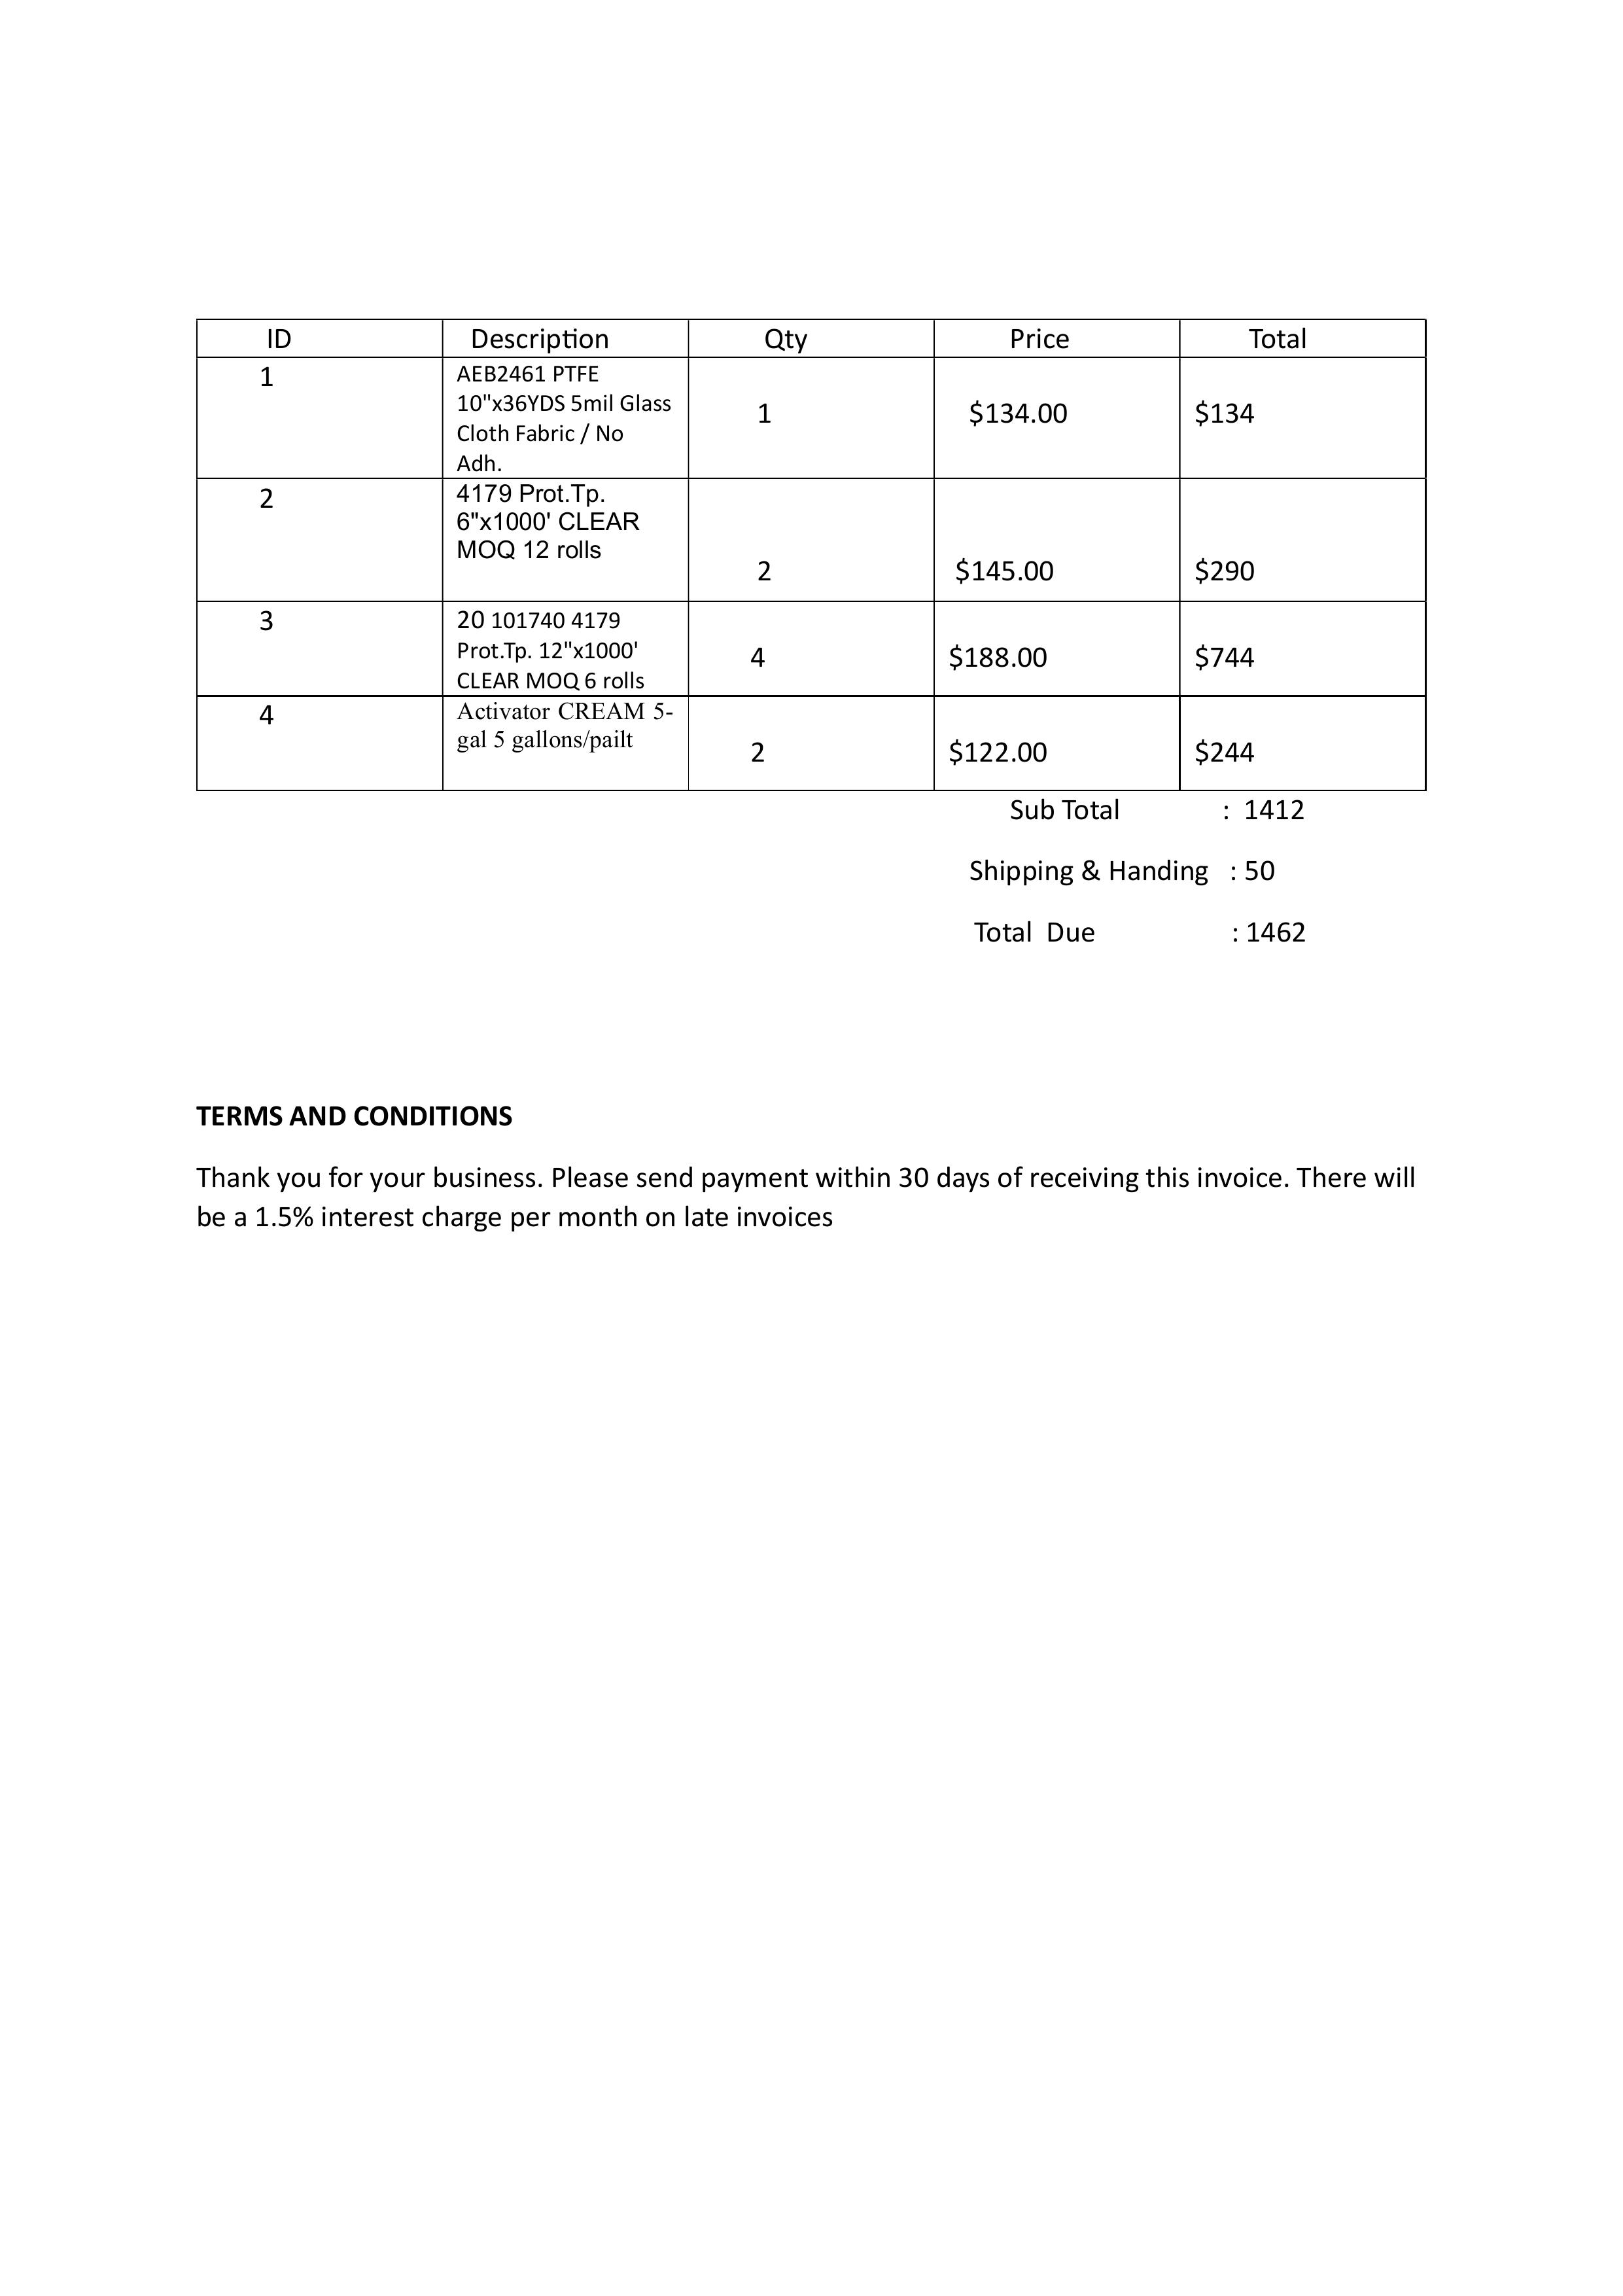 ID Description Qty Price Total
1 AEB2461 PTFE
10"x36YDS 5mil Glass
Cloth Fabric / No
Adh.
1 $134.00 $134
2 4179 Prot.Tp.
6"x1000' CLEAR
MOQ 12 rolls
2 $145.00 $290
3 20 101740 4179
Prot.Tp. 12"x1000'
CLEAR MOQ 6 rolls
4 $188.00 $744
4 Activator CREAM 5-
gal 5 gallons/pailt
2 $122.00 $244
Sub Total : 1412
Shipping & Handing : 50
Total Due : 1462
TERMS AND CONDITIONS
Thank you for your business. Please send payment within 30 days of receiving this invoice. There will
be a 1.5% interest charge per month on late invoices